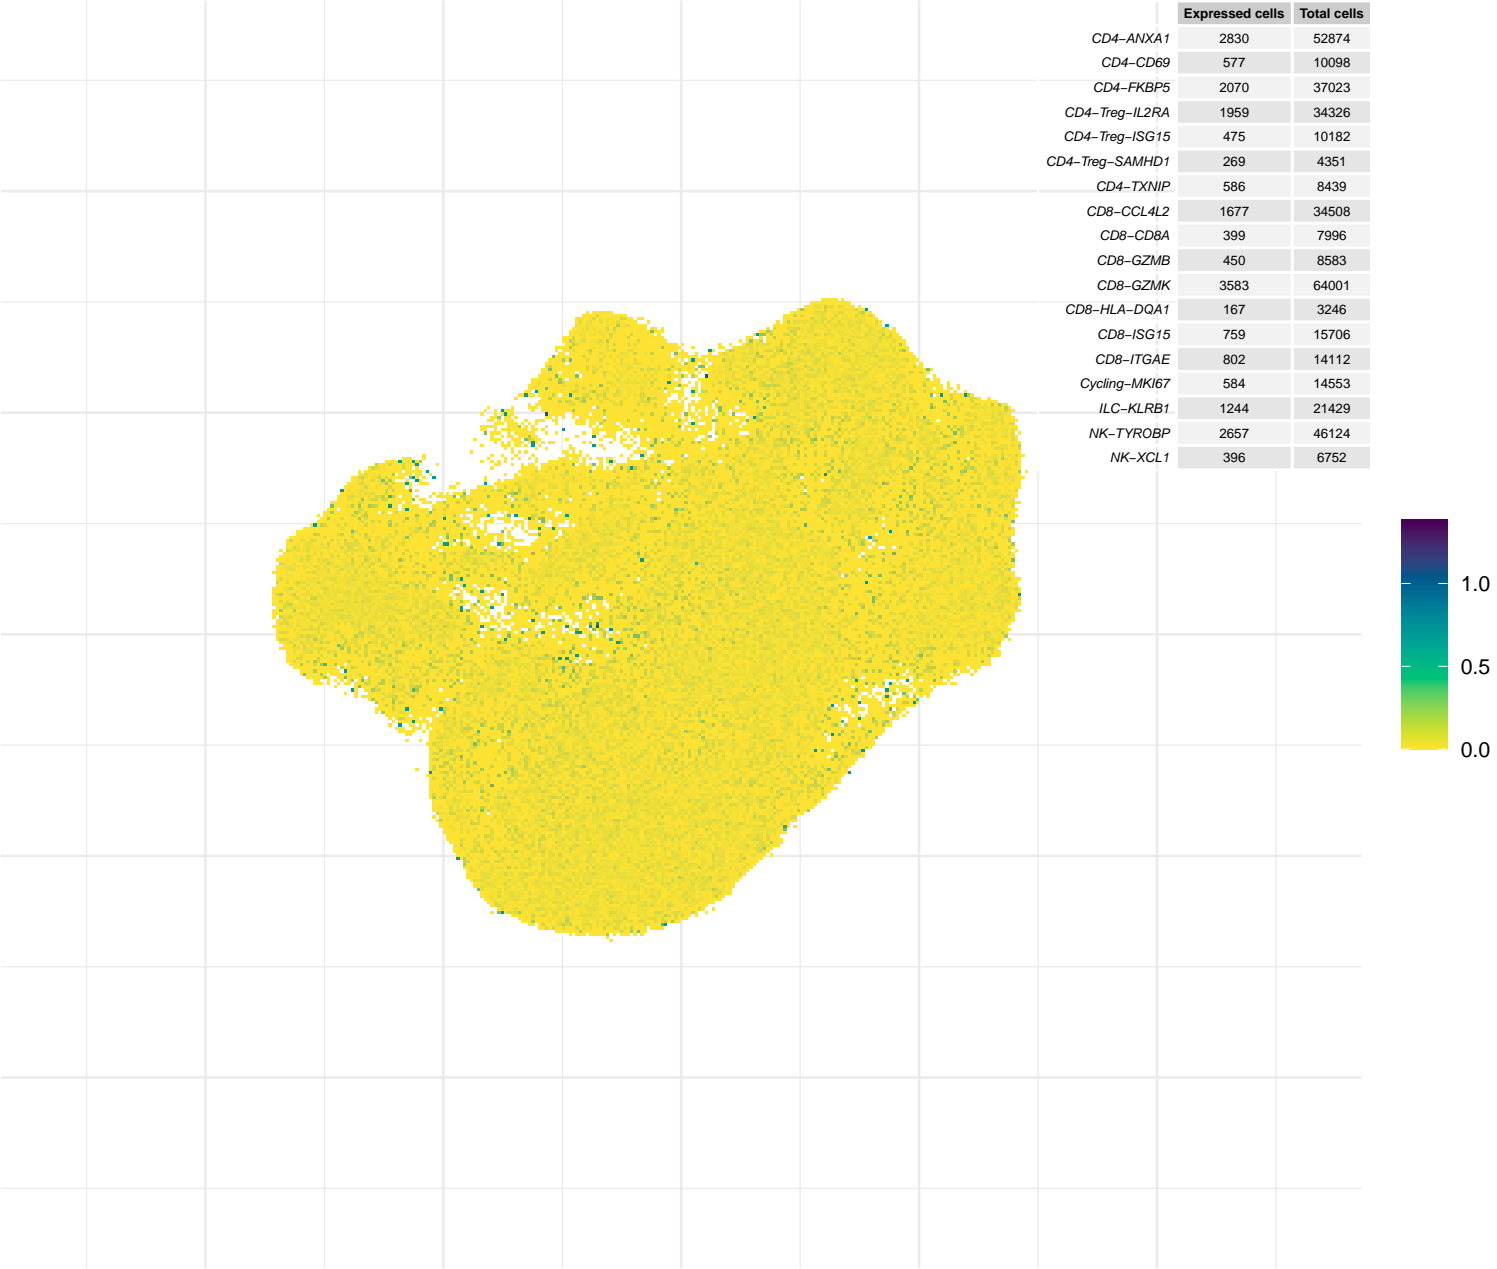 Expressed cells Total cells
CD4−ANXA1 2830 52874
CD4−CD69 577 10098
CD4−FKBP5 2070 37023
CD4−Treg−IL2RA 1959 34326
CD4−Treg−ISG15 475 10182
CD4−Treg−SAMHD1 269 4351
CD4−TXNIP 586 8439
CD8−CCL4L2 1677 34508
CD8−CD8A 399 7996
CD8−GZMB 450 8583
CD8−GZMK 3583 64001
CD8−HLA−DQA1 167 3246
CD8−ISG15 759 15706
CD8−ITGAE 802 14112
Cycling−MKI67 584 14553
ILC−KLRB1 1244 21429
NK−TYROBP 2657 46124
NK−XCL1 396 6752
1.0
0.5
0.0